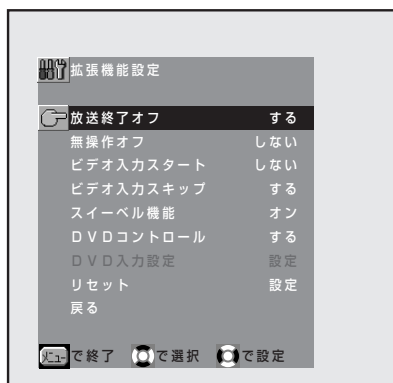 拡張機能設定
放送終了オフ する
無操作オフ しない
ビデオ入力スタート しない
ビデオ入力スキップ する
スイーベル機能 オン
DVDコントロール する
DVD入力設定 設定
リセット 設定
戻る
メニューで終了 で選択 で設定